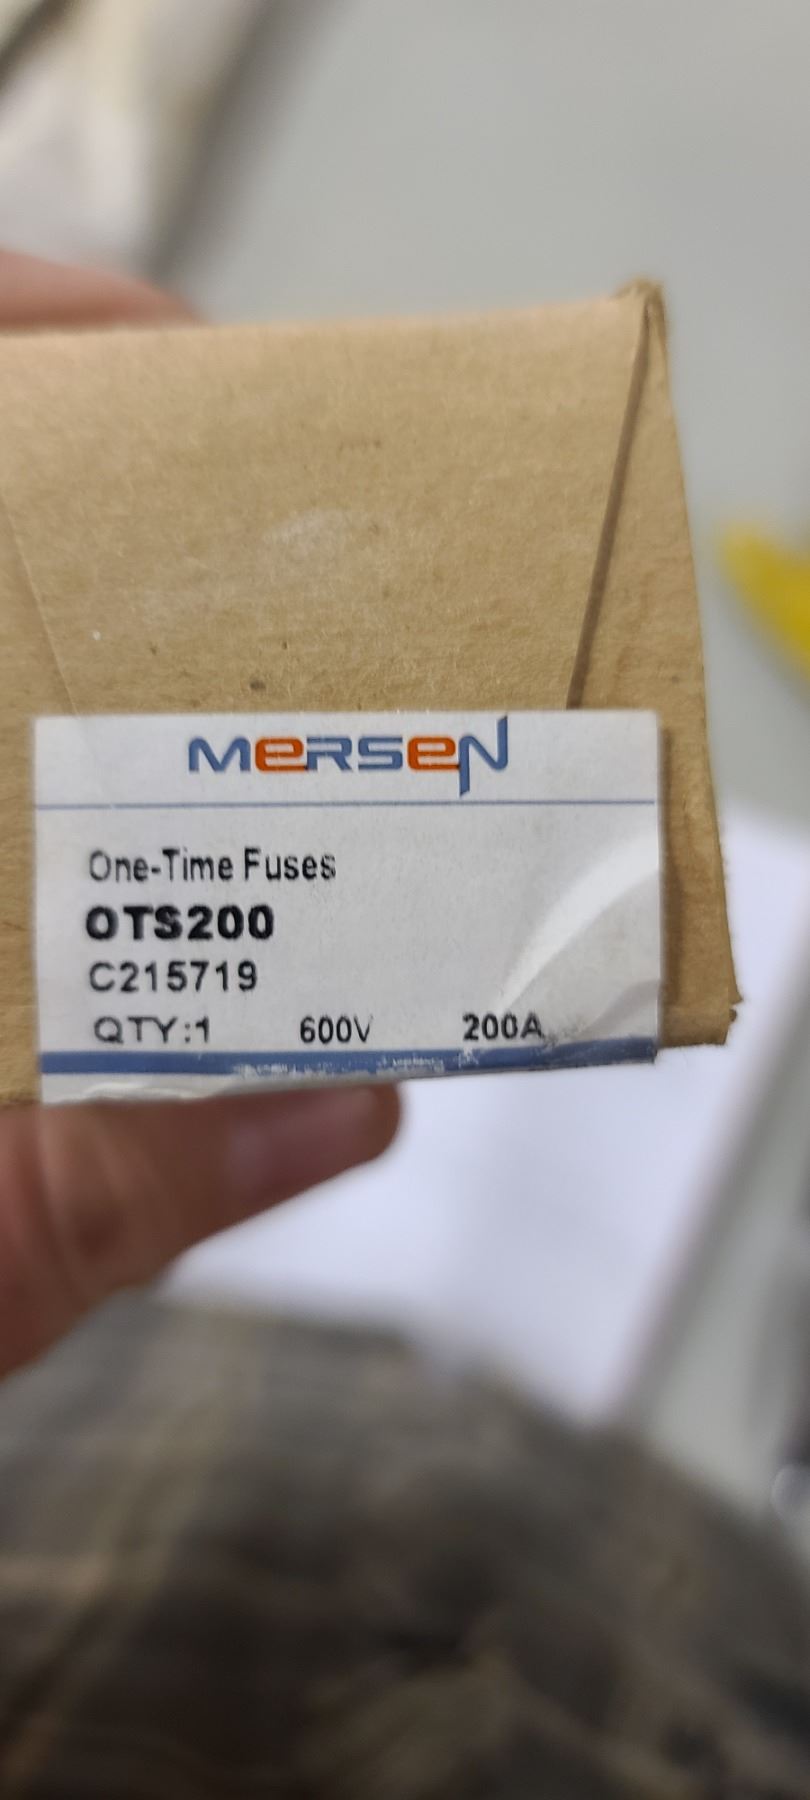 MERSEN
One-Time Fuses
OTS200
C215719
QTY:1 600V 200A